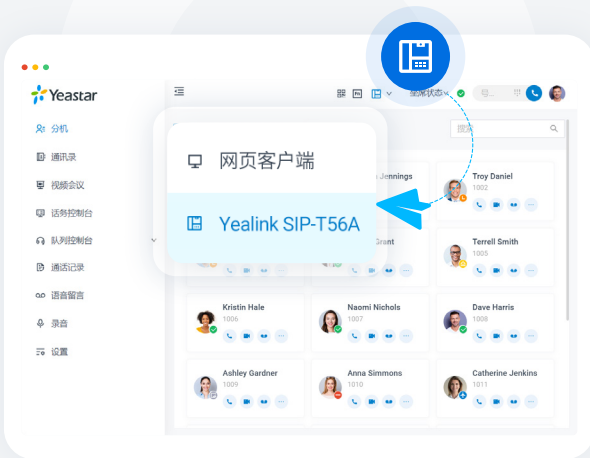 Yeastar
座席状态
分机
通讯录
视频会议
话务控制台
队列控制台
通话记录
语音留言
录音
设置
网页客户端
Yealink SIP-T56A
搜索
Jennings
Troy Daniel
1002
Grant
Terrell Smith
1005
Kristin Hale
1006
Naomi Nichols
1007
Dave Harris
1008
Ashley Gardner
1009
Anna Simmons
1010
Catherine Jenkins
1011